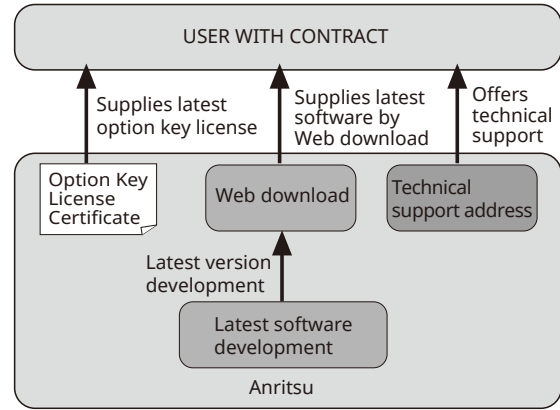 USER WITH CONTRACT
Supplies latest
option key license
Supplies latest
software by
Web download
Offers
technical
support
Option Key
License
Certificate
Web download
Technical
support address
Latest version
development
Latest software
development
Anritsu